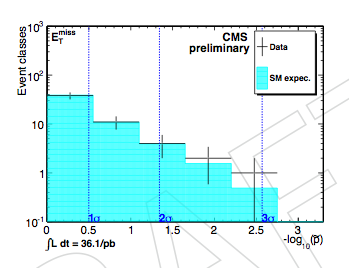 E_T^miss
CMS
preliminary
Data
SM expec.
Event classes
10^3
10^2
10
1
10^-1
1σ 2σ 3σ
0 0.5 1 1.5 2 2.5 3
-log_10(p̃)
∫L dt = 36.1/pb